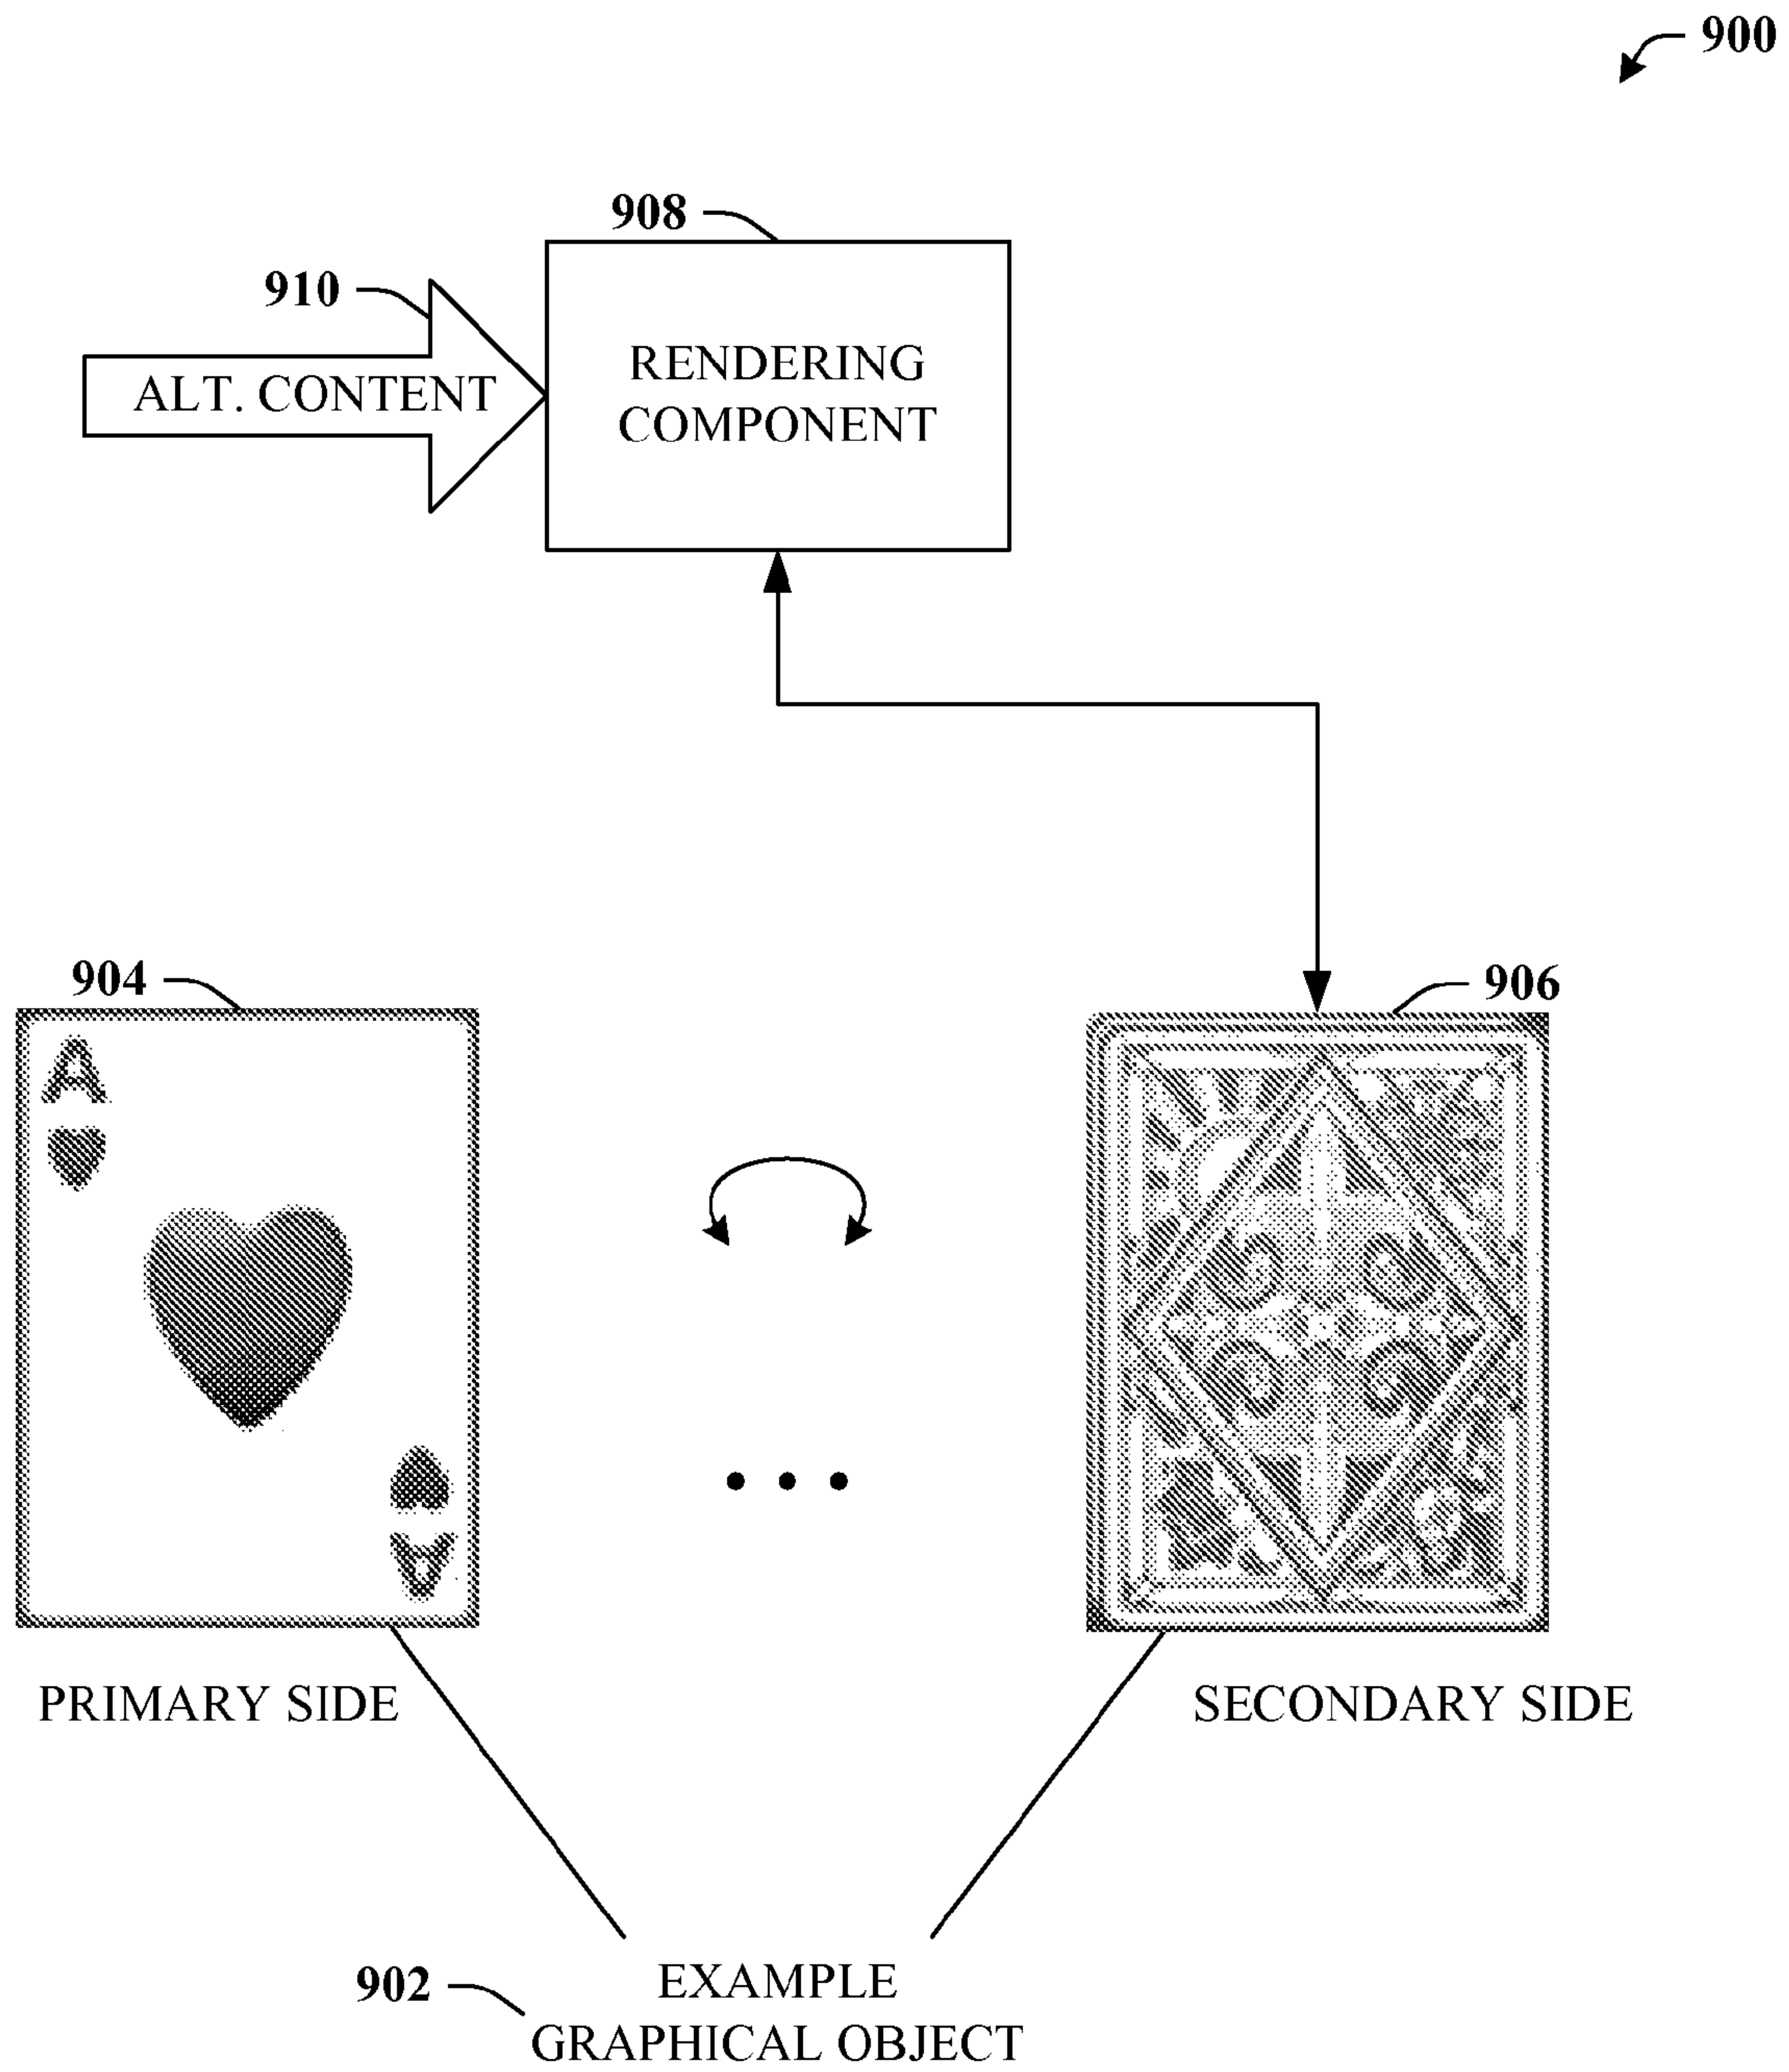 900
908
910
RENDERING
COMPONENT
ALT. CONTENT
904
906
A
A
PRIMARY SIDE
SECONDARY SIDE
902
EXAMPLE
GRAPHICAL OBJECT